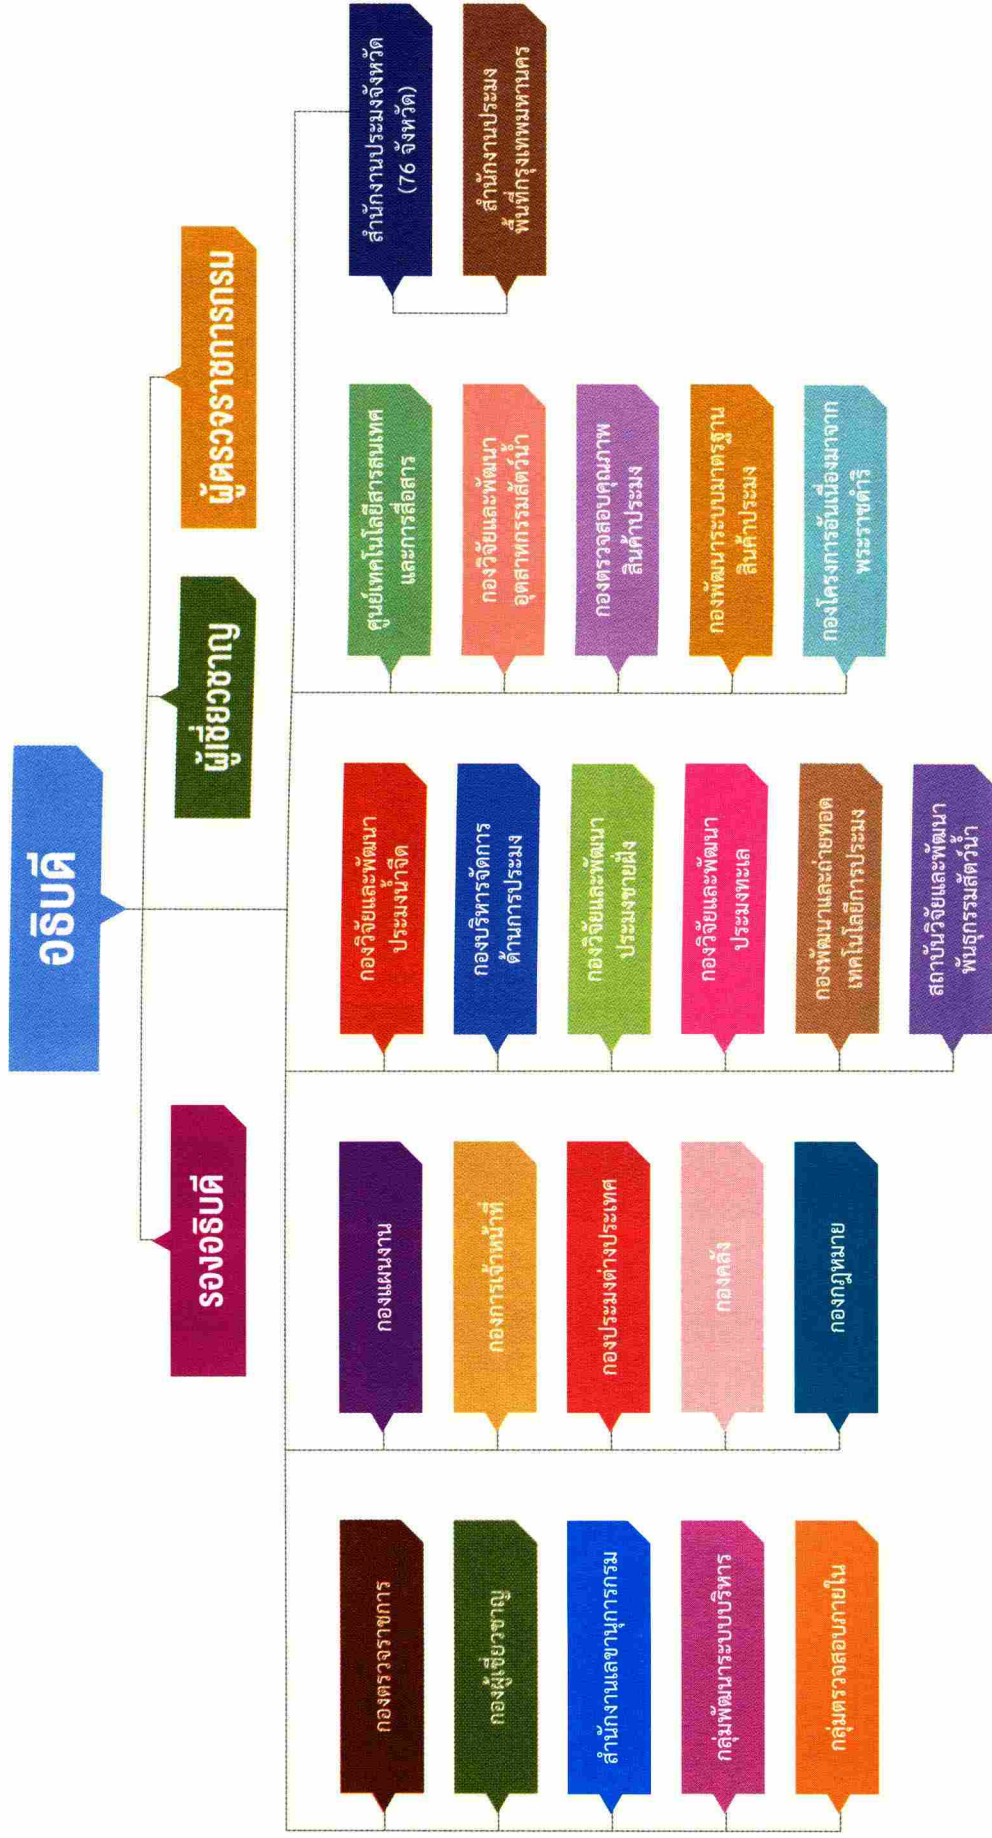 อธิบดี
รองอธิบดี
ผู้เชี่ยวชาญ
ผู้ตรวจราชการกรม
กองตรวจราชการ
กองผู้เชี่ยวชาญ
สำนักงานเลขานุการกรม
กลุ่มพัฒนาระบบบริหาร
กลุ่มตรวจสอบภายใน
กองแผนงาน
กองการเจ้าหน้าที่
กองประมงต่างประเทศ
กองคลัง
กองกฎหมาย
กองวิจัยและพัฒนา
ประมงน้ำจืด
กองบริหารจัดการ
ด้านการประมง
กองวิจัยและพัฒนา
ประมงชายฝั่ง
กองวิจัยและพัฒนา
ประมงทะเล
กองพัฒนาและถ่ายทอด
เทคโนโลยีการประมง
สถาบันวิจัยและพัฒนา
พันธุกรรมสัตว์น้ำ
ศูนย์เทคโนโลยีสารสนเทศ
และการสื่อสาร
กองวิจัยและพัฒนา
อุตสาหกรรมสัตว์น้ำ
กองตรวจสอบคุณภาพ
สินค้าประมง
กองพัฒนาระบบมาตรฐาน
สินค้าประมง
กองโครงการอันเนื่องมาจาก
พระราชดำริ
สำนักงานประมงจังหวัด
(76 จังหวัด)
สำนักงานประมง
พื้นที่กรุงเทพมหานคร